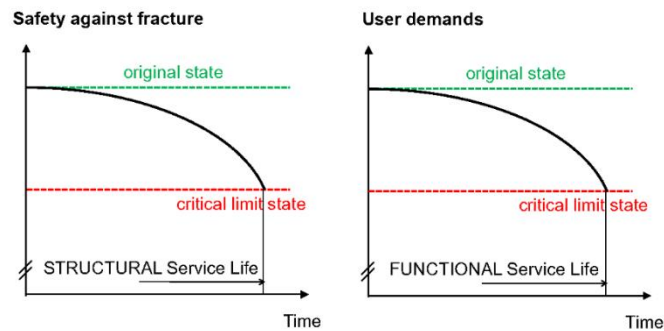 Safety against fracture
original state
critical limit state
STRUCTURAL Service Life
Time
User demands
original state
critical limit state
FUNCTIONAL Service Life
Time